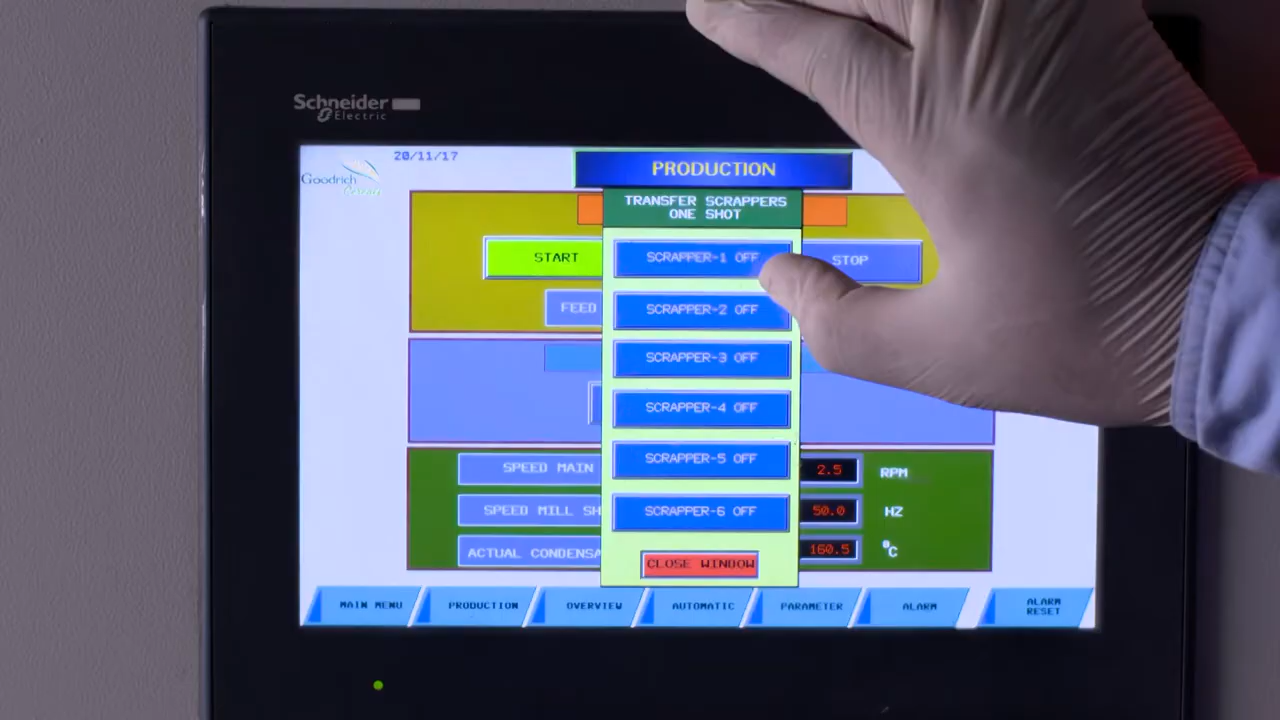 Schneider
Electric
20/11/17
Goodrich
PRODUCTION
TRANSFER SCRAPPERS
ONE SHOT
START
SCRAPPER-1 OFF
STOP
FEED
SCRAPPER-2 OFF
SCRAPPER-3 OFF
SCRAPPER-4 OFF
SCRAPPER-5 OFF
SPEED MAIN
2.5
RPM
SPEED MILL SH
SCRAPPER-6 OFF
50.0
HZ
ACTUAL CONDENSA
160.5
°C
CLOSE WINDOW
MAIN MENU
PRODUCTION
OVERVIEW
AUTOMATIC
PARAMETER
ALARM
ALARM
RESET